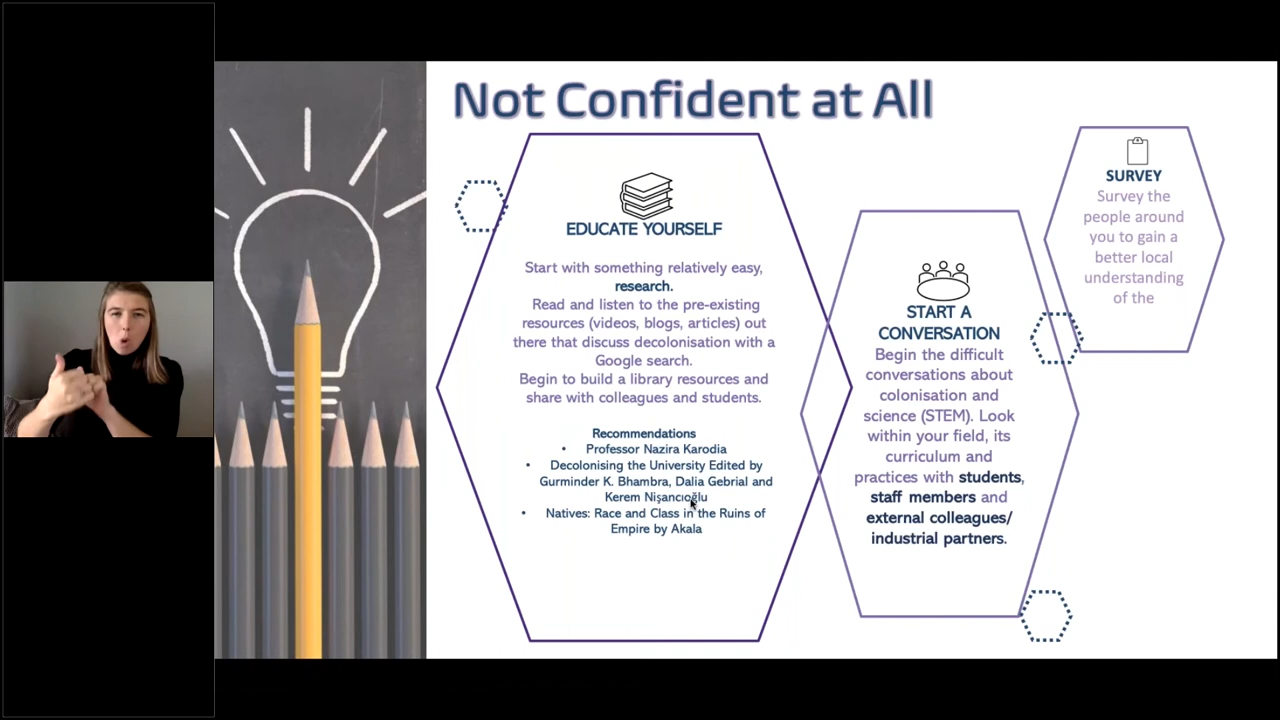 Not Confident at All
EDUCATE YOURSELF
Start with something relatively easy,
research.
Read and listen to the pre-existing
resources (videos, blogs, articles) out
there that discuss decolonisation with a
Google search.
Begin to build a library resources and
share with colleagues and students.
Recommendations
• Professor Nazira Karodia
• Decolonising the University Edited by
Gurminder K. Bhambra, Dalia Gebrial and
Kerem Nişancıoğlu
• Natives: Race and Class in the Ruins of
Empire by Akala
START A
CONVERSATION
Begin the difficult
conversations about
colonisation and
science (STEM). Look
within your field, its
curriculum and
practices with students,
staff members and
external colleagues/
industrial partners.
SURVEY
Survey the
people around
you to gain a
better local
understanding
of the